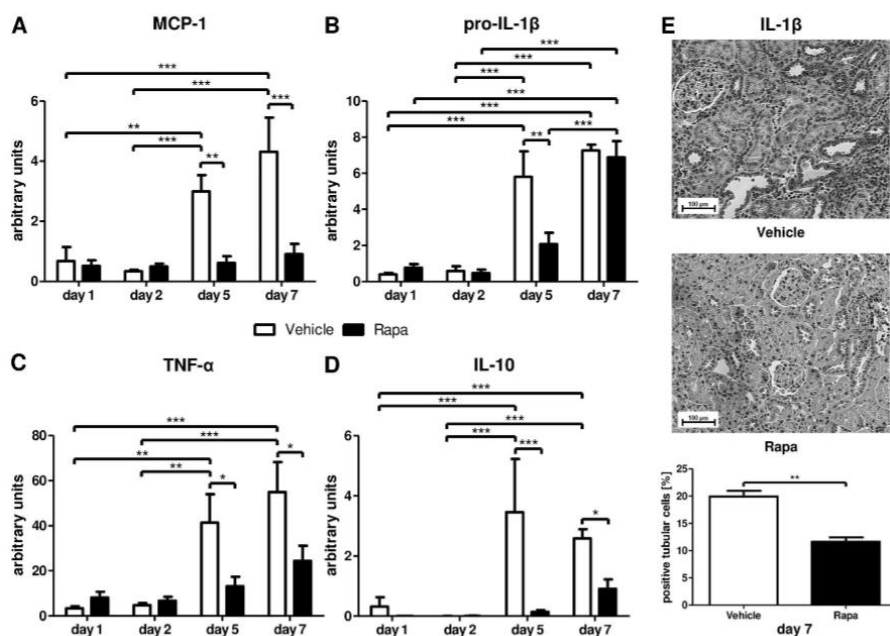 A MCP-1
***
***
***
**
***
**
arbitrary units
6
4
2
0
day 1 day 2 day 5 day 7
B pro-IL-1β
***
***
***
***
***
***
**
***
arbitrary units
10
8
6
4
2
0
day 1 day 2 day 5 day 7
Vehicle Rapa
C TNF-α
***
***
*
**
**
*
arbitrary units
80
60
40
20
0
day 1 day 2 day 5 day 7
D IL-10
***
***
***
***
***
*
arbitrary units
6
4
2
0
day 1 day 2 day 5 day 7
E IL-1β
100 µm
Vehicle
100 µm
Rapa
positive tubular cells [%]
25
20
15
10
5
0
**
Vehicle Rapa
day 7